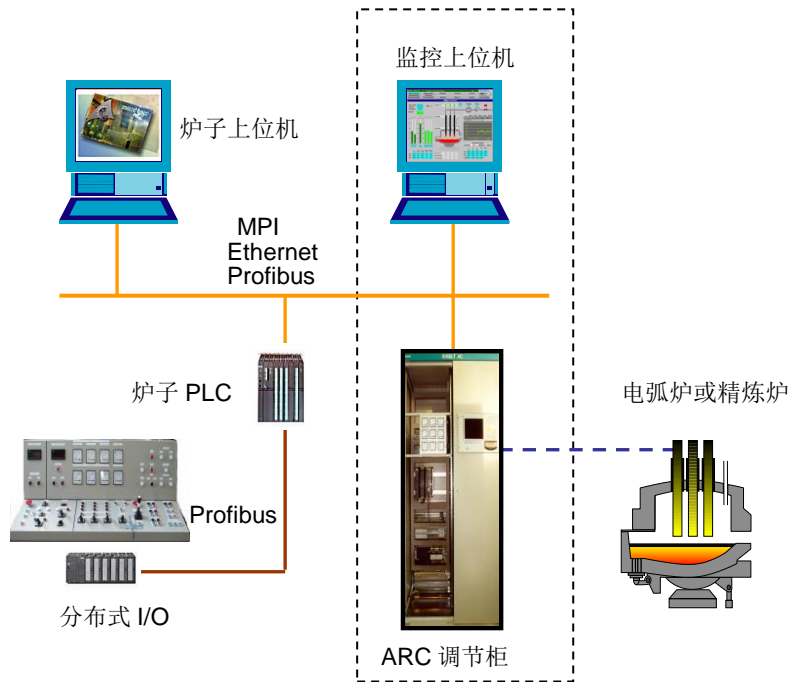 监控上位机
炉子上位机
MPI
Ethernet
Profibus
炉子 PLC
电弧炉或精炼炉
Profibus
分布式 I/O
ARC 调节柜